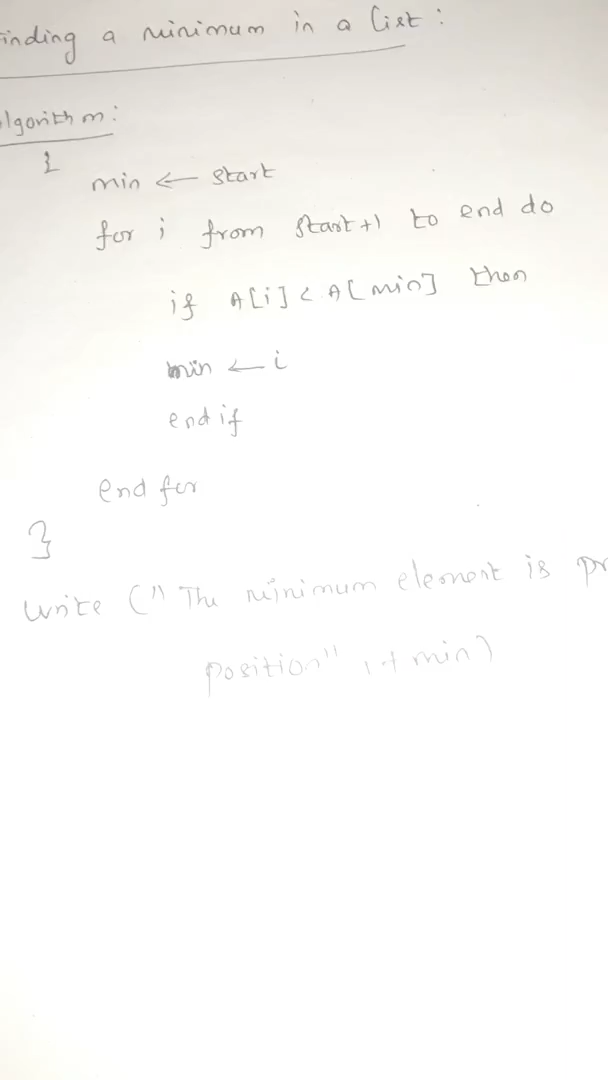 inding a minimum in a list :
lgorithm :
{
min ← start
for i from start+1 to end do
if A[i] < A[min] then
min ← i
end if
end for
}
write (" The minimum element is pr
position" , + min)